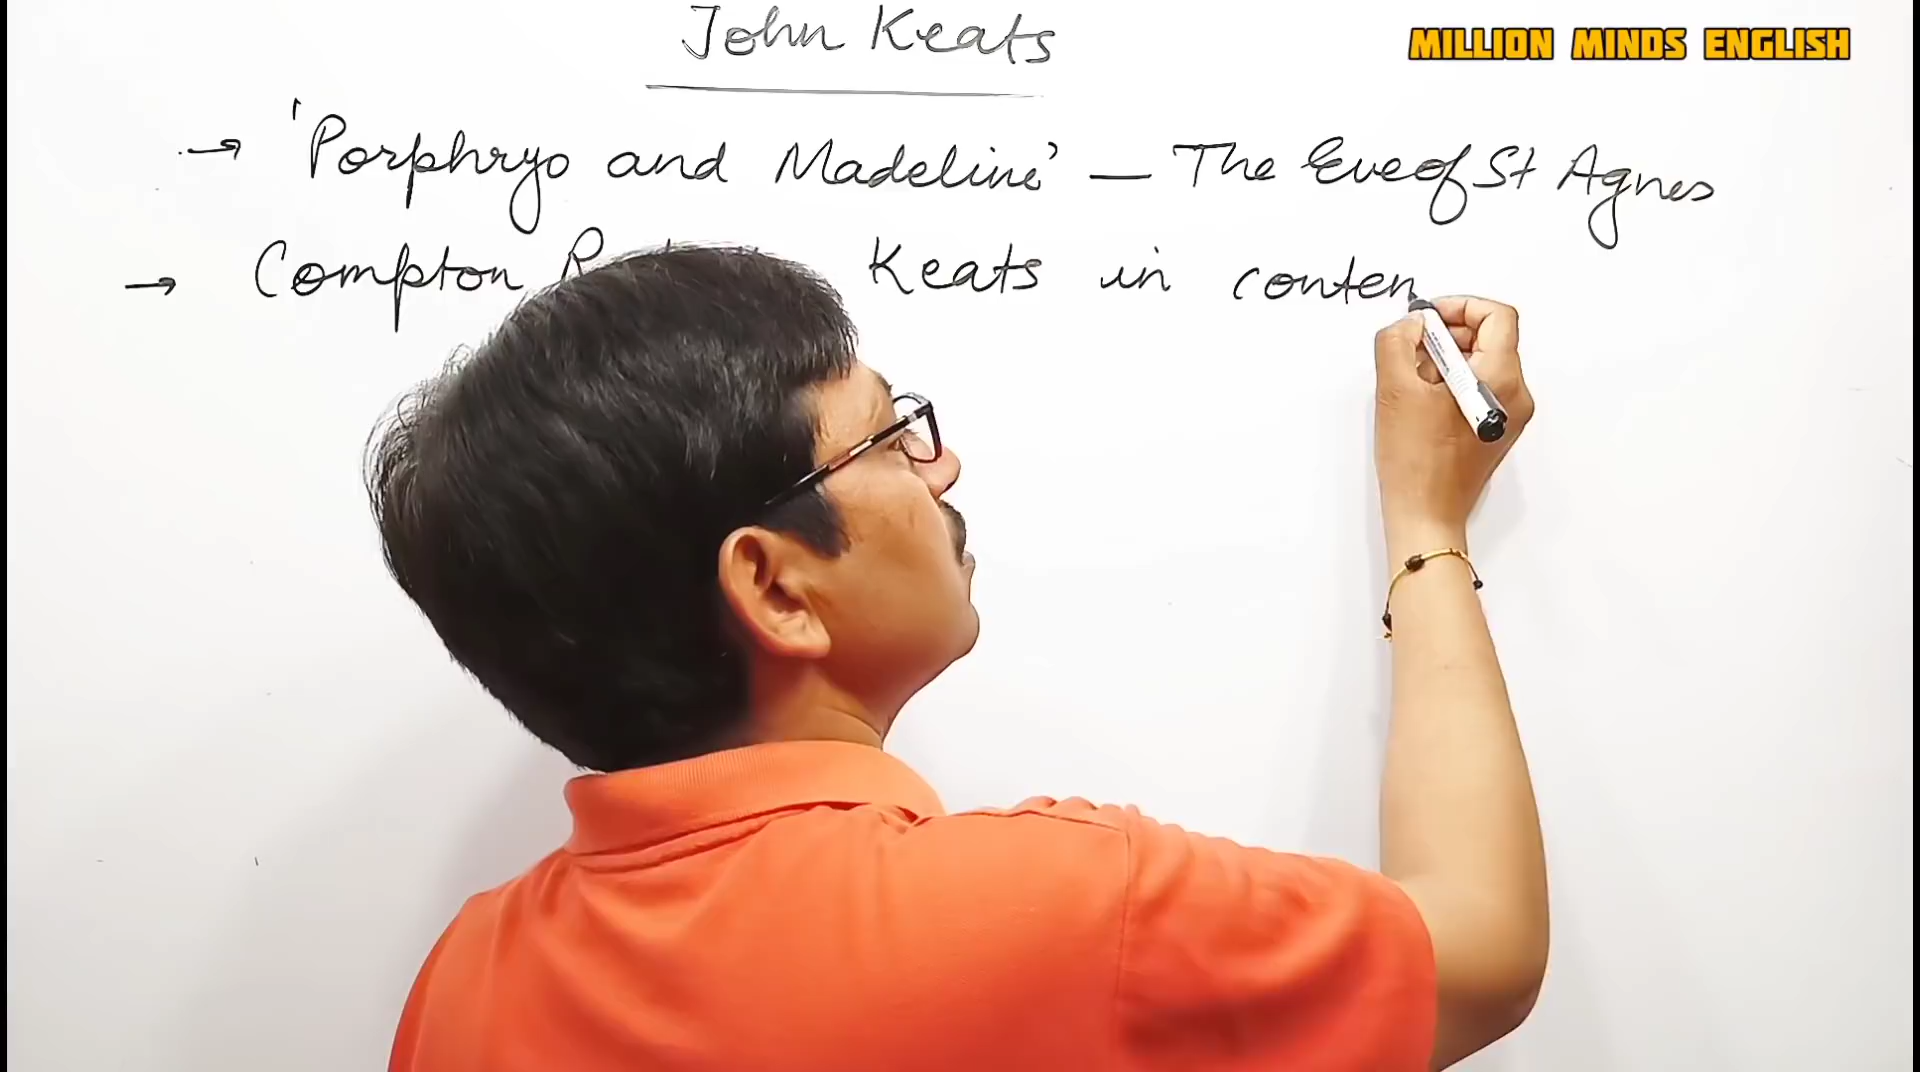 John Keats
MILLION MINDS ENGLISH
→ 'Porphryo and Madeline' — The Eve of St Agnes
→ Compton Keats in conten